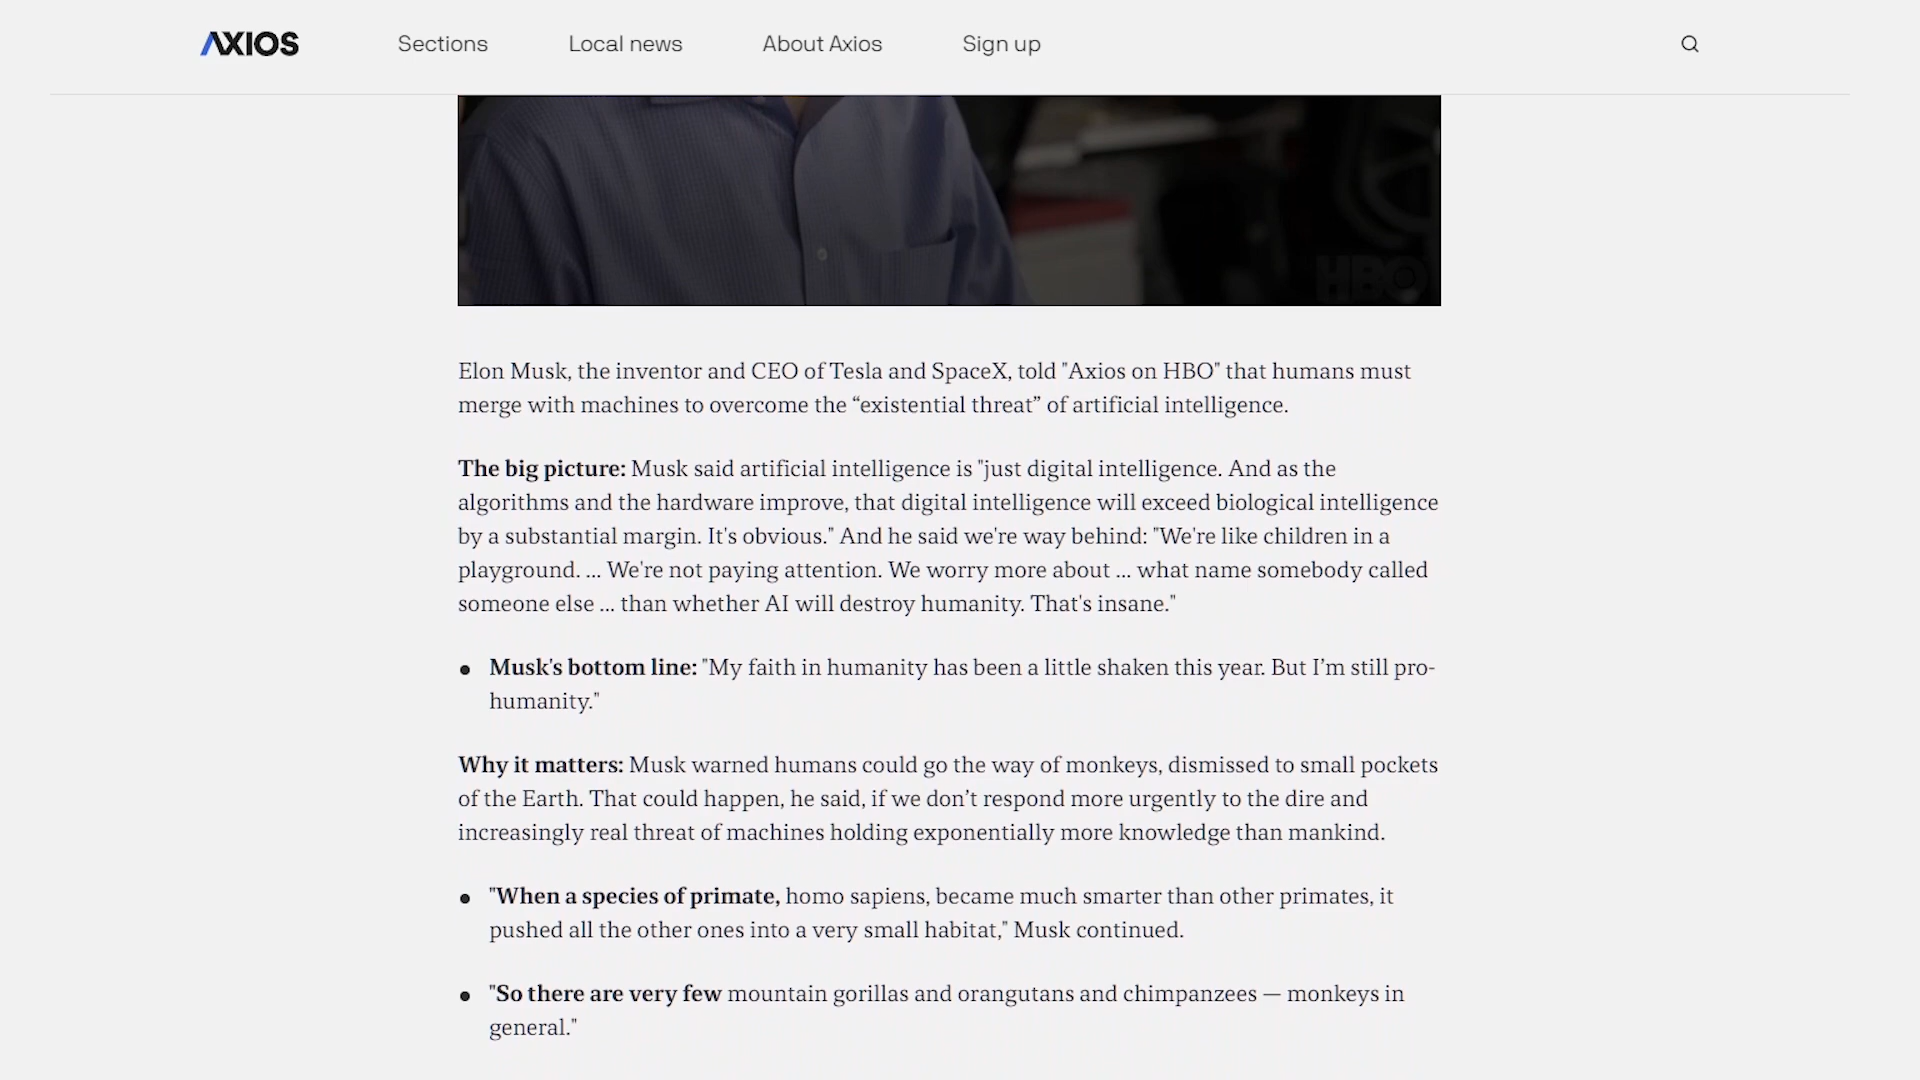 AXIOS Sections Local news About Axios Sign up
HBO
Elon Musk, the inventor and CEO of Tesla and SpaceX, told "Axios on HBO" that humans must
merge with machines to overcome the “existential threat” of artificial intelligence.
The big picture: Musk said artificial intelligence is "just digital intelligence. And as the
algorithms and the hardware improve, that digital intelligence will exceed biological intelligence
by a substantial margin. It's obvious." And he said we're way behind: "We're like children in a
playground. ... We're not paying attention. We worry more about ... what name somebody called
someone else ... than whether AI will destroy humanity. That's insane."
• Musk's bottom line: "My faith in humanity has been a little shaken this year. But I’m still pro-
humanity."
Why it matters: Musk warned humans could go the way of monkeys, dismissed to small pockets
of the Earth. That could happen, he said, if we don’t respond more urgently to the dire and
increasingly real threat of machines holding exponentially more knowledge than mankind.
• "When a species of primate, homo sapiens, became much smarter than other primates, it
pushed all the other ones into a very small habitat," Musk continued.
• "So there are very few mountain gorillas and orangutans and chimpanzees — monkeys in
general."